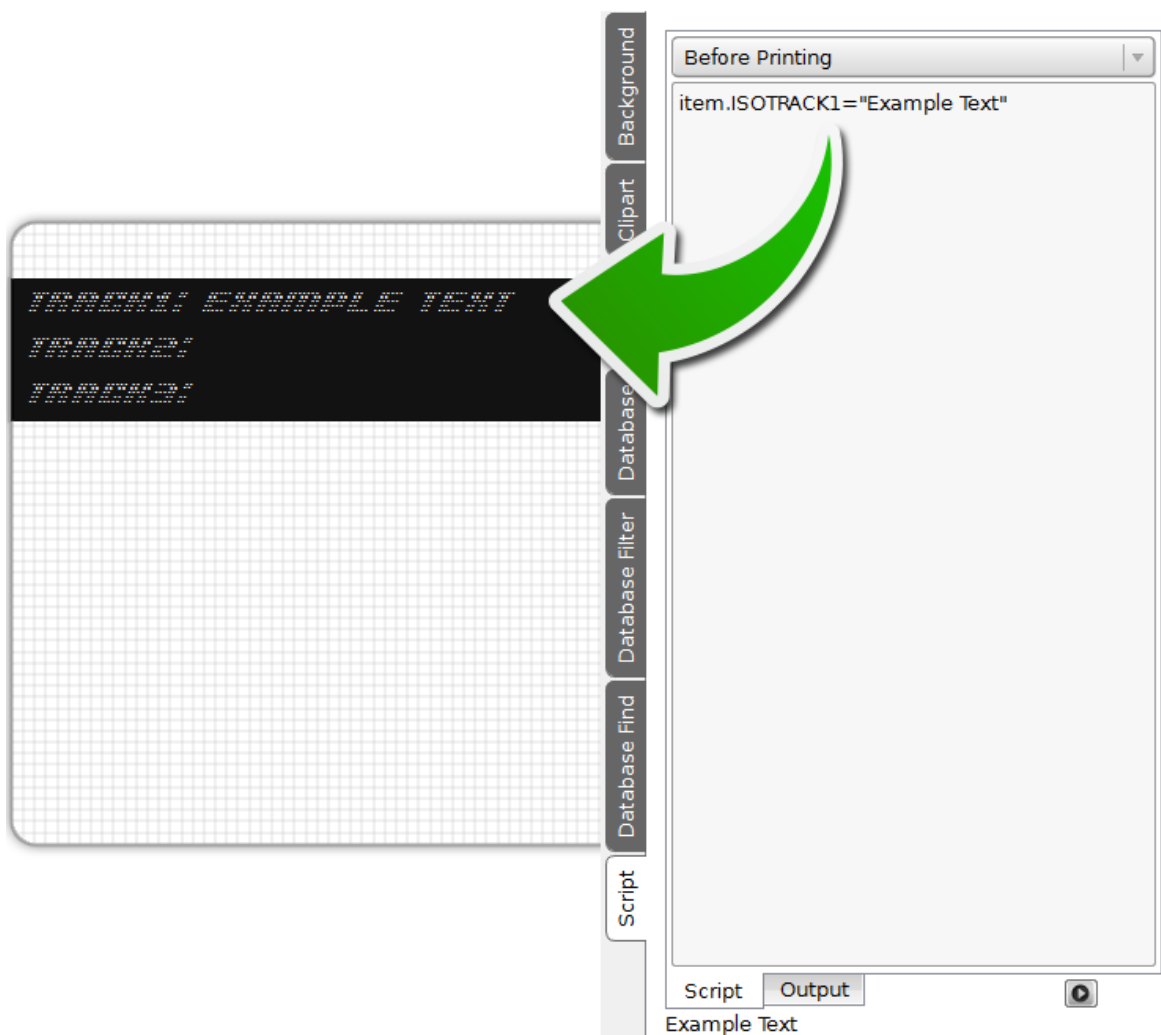 TRACK1: EXAMPLE TEXT
TRACK2:
TRACK3:
Background
Clipart
Database
Database Filter
Database Find
Script
Before Printing
item.ISOTRACK1="Example Text"
Script
Output
Example Text